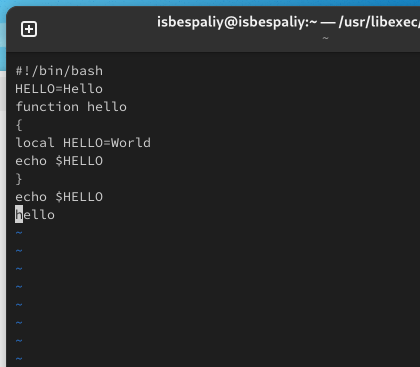 isbespaliy@isbespaliy:~ — /usr/libexec/
~
#!/bin/bash
HELLO=Hello
function hello
{
local HELLO=World
echo $HELLO
}
echo $HELLO
hello
~
~
~
~
~
~
~
~